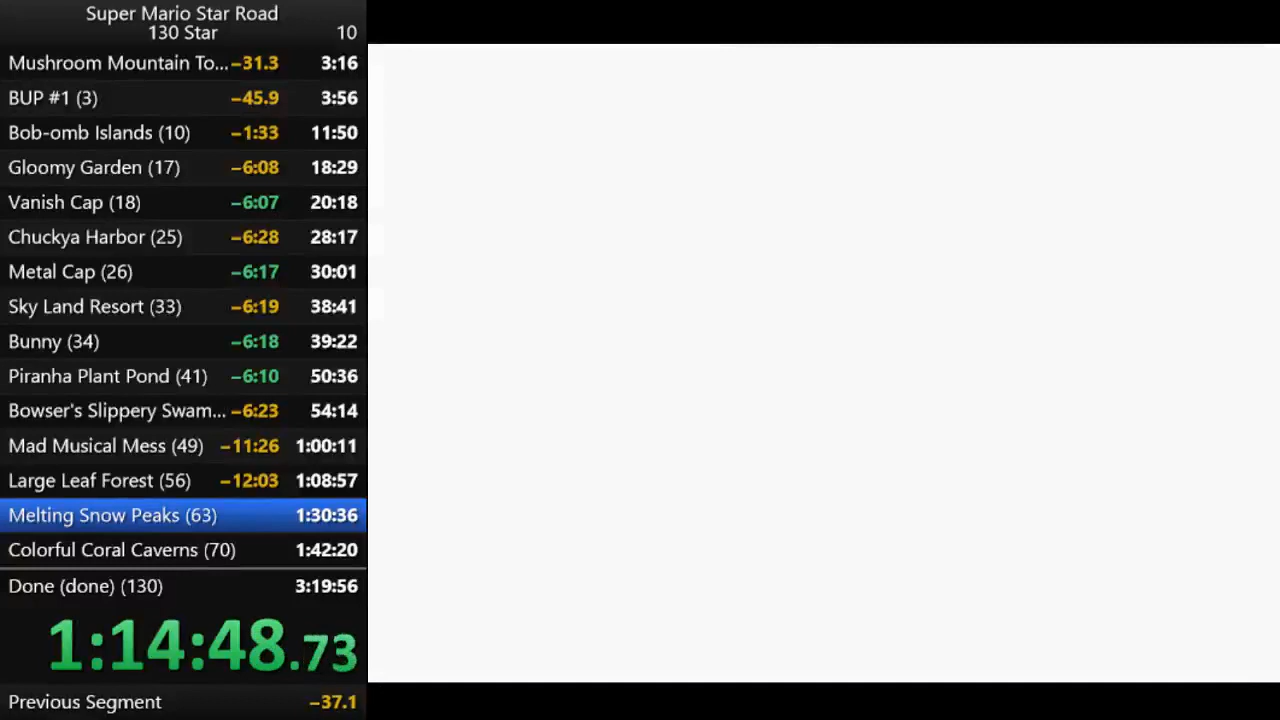 Super Mario Star Road
130 Star 10
Mushroom Mountain To... −31.3 3:16
BUP #1 (3) −45.9 3:56
Bob-omb Islands (10) −1:33 11:50
Gloomy Garden (17) −6:08 18:29
Vanish Cap (18) −6:07 20:18
Chuckya Harbor (25) −6:28 28:17
Metal Cap (26) −6:17 30:01
Sky Land Resort (33) −6:19 38:41
Bunny (34) −6:18 39:22
Piranha Plant Pond (41) −6:10 50:36
Bowser's Slippery Swam... −6:23 54:14
Mad Musical Mess (49) −11:26 1:00:11
Large Leaf Forest (56) −12:03 1:08:57
Melting Snow Peaks (63) 1:30:36
Colorful Coral Caverns (70) 1:42:20
Done (done) (130) 3:19:56
1:14:48.73
Previous Segment −37.1